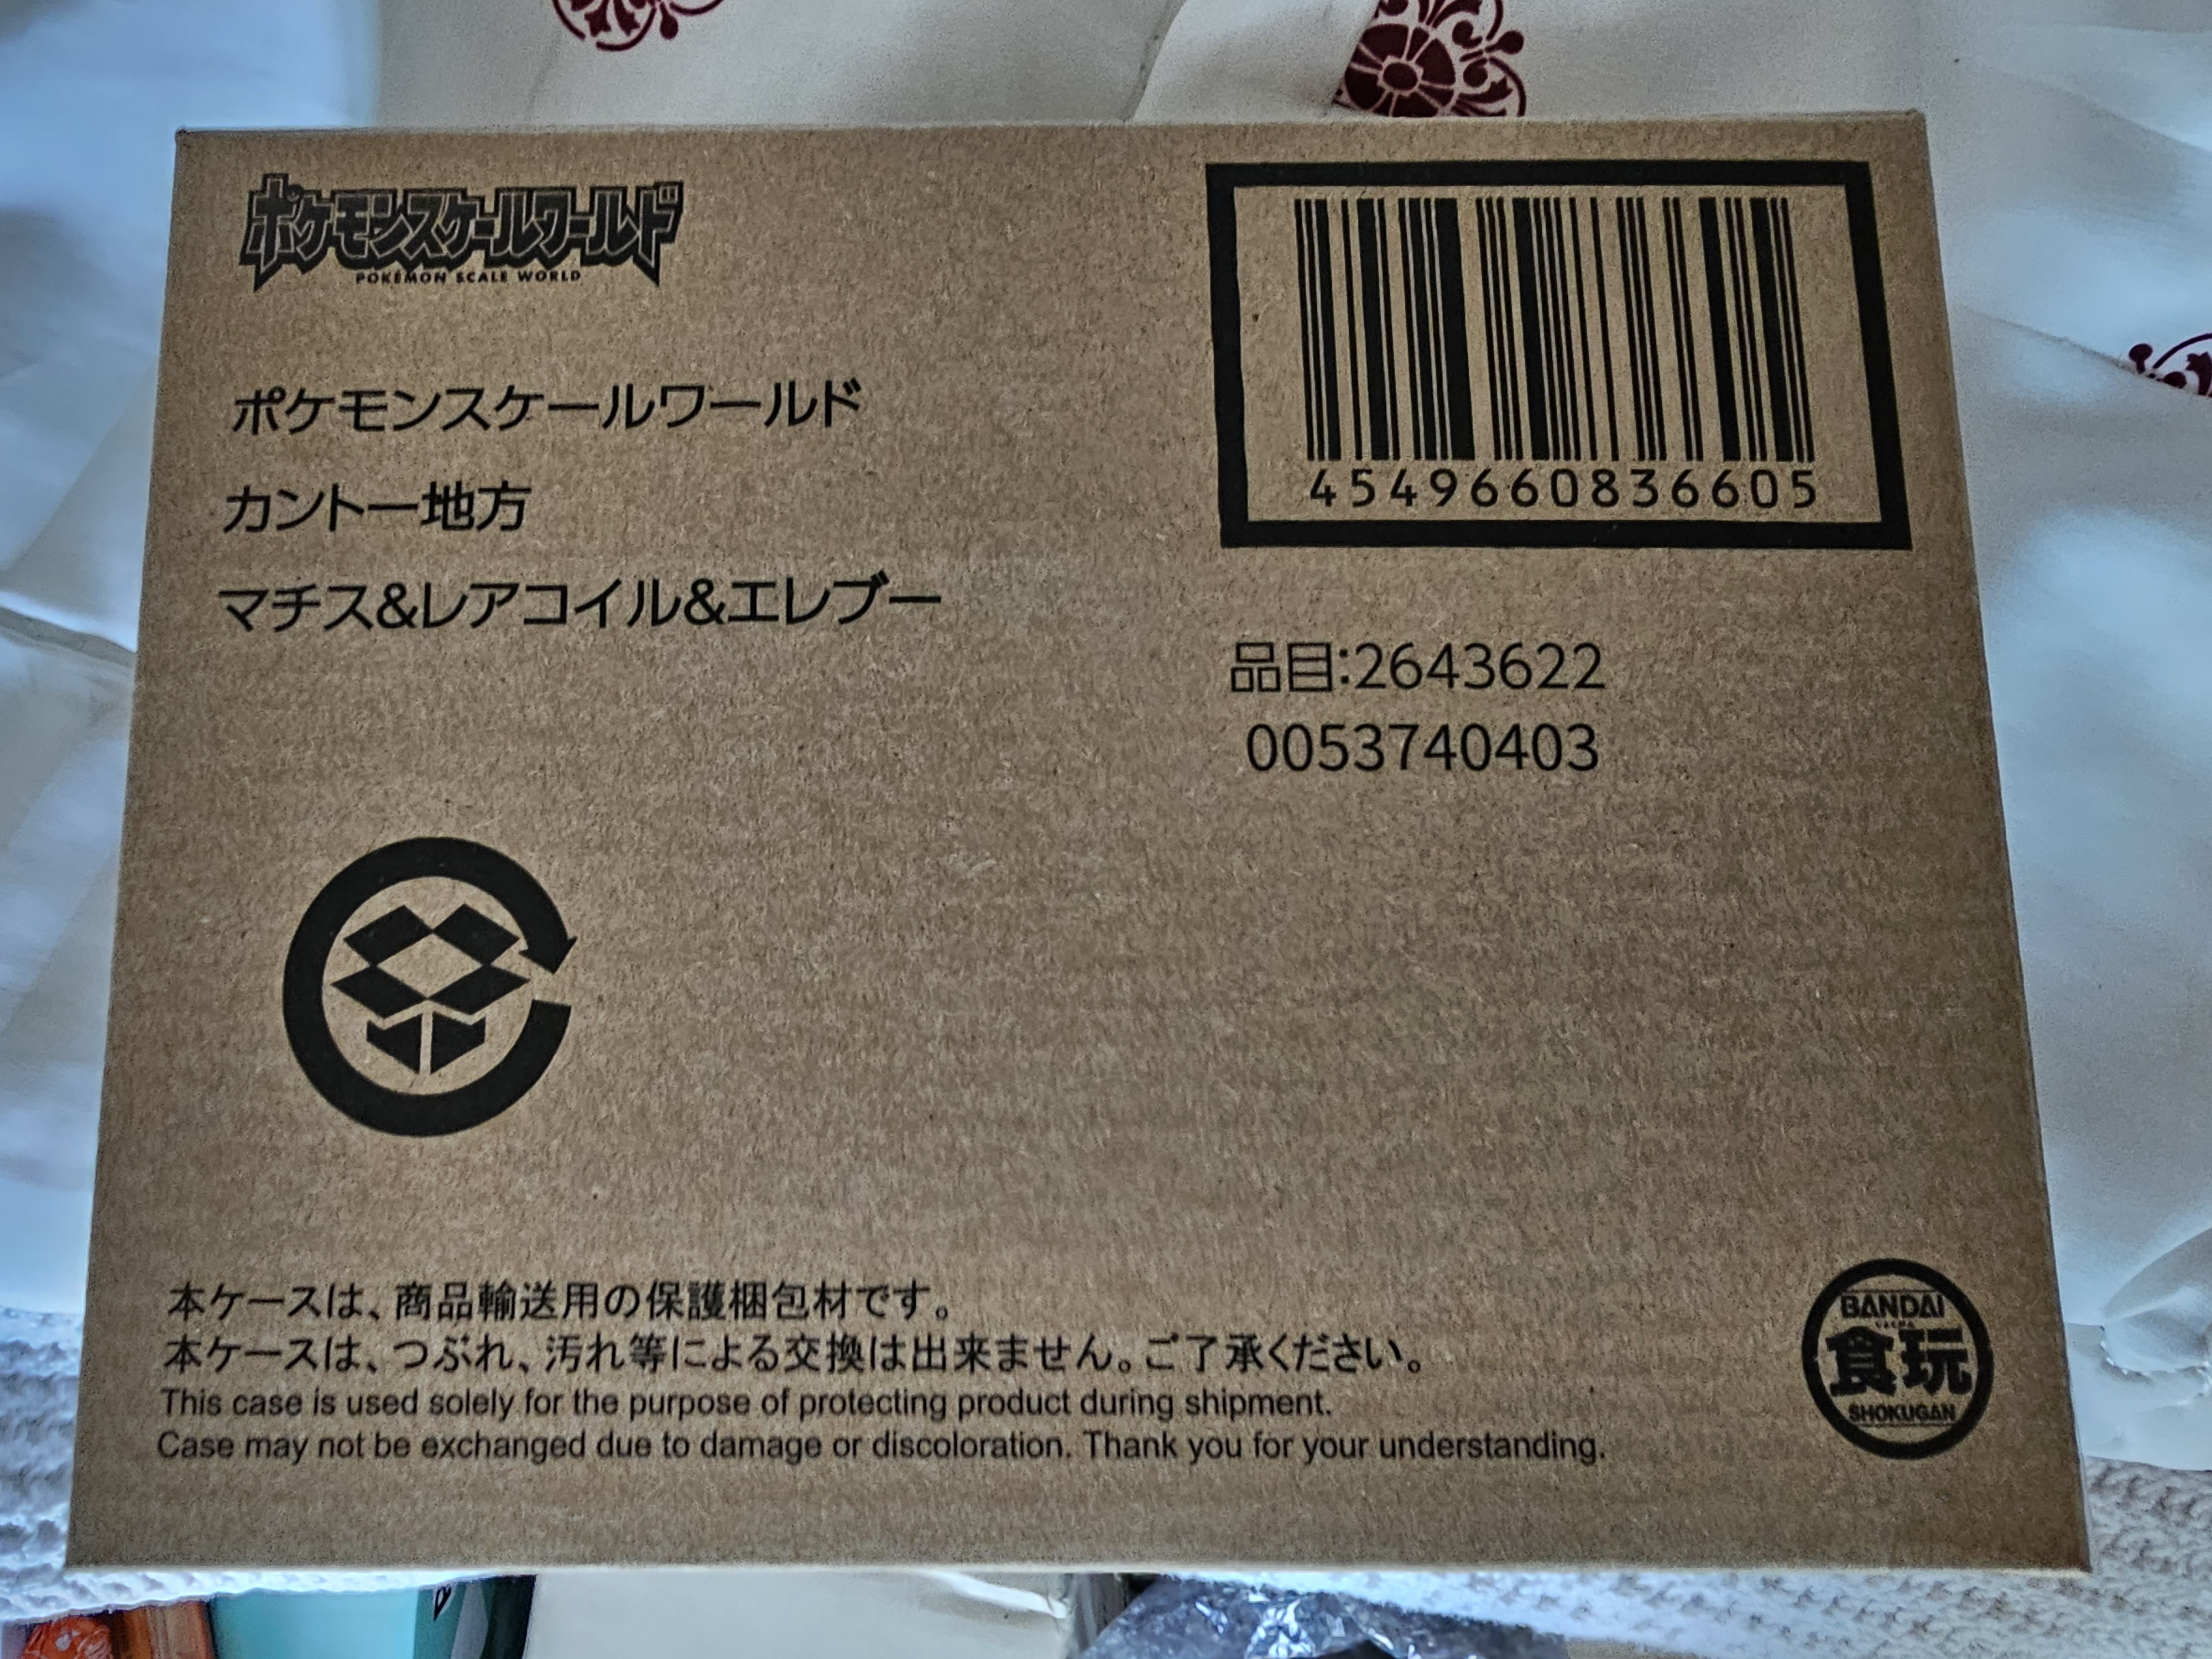 ポケモンスケールワールド
POKÉMON SCALE WORLD
ポケモンスケールワールド
カントー地方
マチス&レアコイル&エレブー
4549660836605
品目:2643622
0053740403
本ケースは、商品輸送用の保護梱包材です。
本ケースは、つぶれ、汚れ等による交換は出来ません。ご了承ください。
This case is used solely for the purpose of protecting product during shipment.
Case may not be exchanged due to damage or discoloration. Thank you for your understanding.
BANDAI
食玩
SHOKUGAN